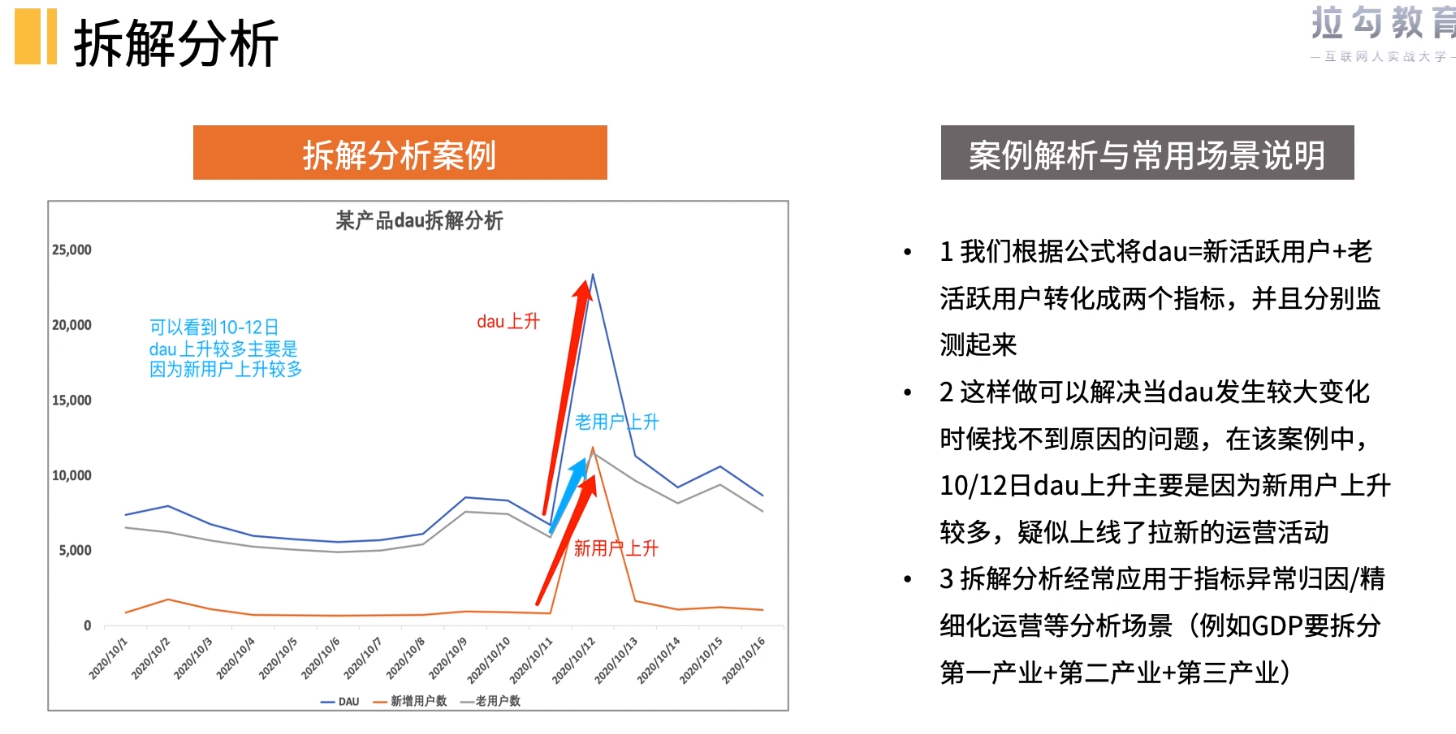 拆解分析
拉勾教育
—互联网人实战大学—
拆解分析案例
某产品dau拆解分析
25,000
20,000
15,000
10,000
5,000
0
可以看到10-12日
dau上升较多主要是
因为新用户上升较多
dau上升
老用户上升
新用户上升
2020/10/1
2020/10/2
2020/10/3
2020/10/4
2020/10/5
2020/10/6
2020/10/7
2020/10/8
2020/10/9
2020/10/10
2020/10/11
2020/10/12
2020/10/13
2020/10/14
2020/10/15
2020/10/16
DAU 新增用户数 老用户数
案例解析与常用场景说明
• 1 我们根据公式将dau=新活跃用户+老
活跃用户转化成两个指标，并且分别监
测起来
• 2 这样做可以解决当dau发生较大变化
时候找不到原因的问题，在该案例中，
10/12日dau上升主要是因为新用户上升
较多，疑似上线了拉新的运营活动
• 3 拆解分析经常应用于指标异常归因/精
细化运营等分析场景（例如GDP要拆分
第一产业+第二产业+第三产业）